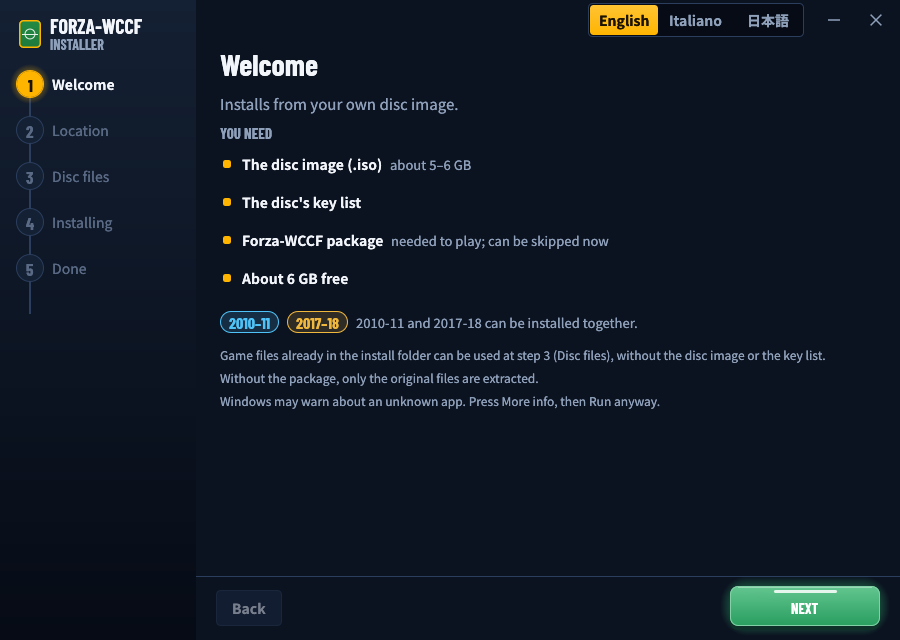 FORZA-WCCF
INSTALLER
English Italiano 日本語
1 Welcome
2 Location
3 Disc files
4 Installing
5 Done
Welcome
Installs from your own disc image.
YOU NEED
The disc image (.iso) about 5–6 GB
The disc's key list
Forza-WCCF package needed to play; can be skipped now
About 6 GB free
2010–11 2017–18 2010-11 and 2017-18 can be installed together.
Game files already in the install folder can be used at step 3 (Disc files), without the disc image or the key list.
Without the package, only the original files are extracted.
Windows may warn about an unknown app. Press More info, then Run anyway.
Back NEXT